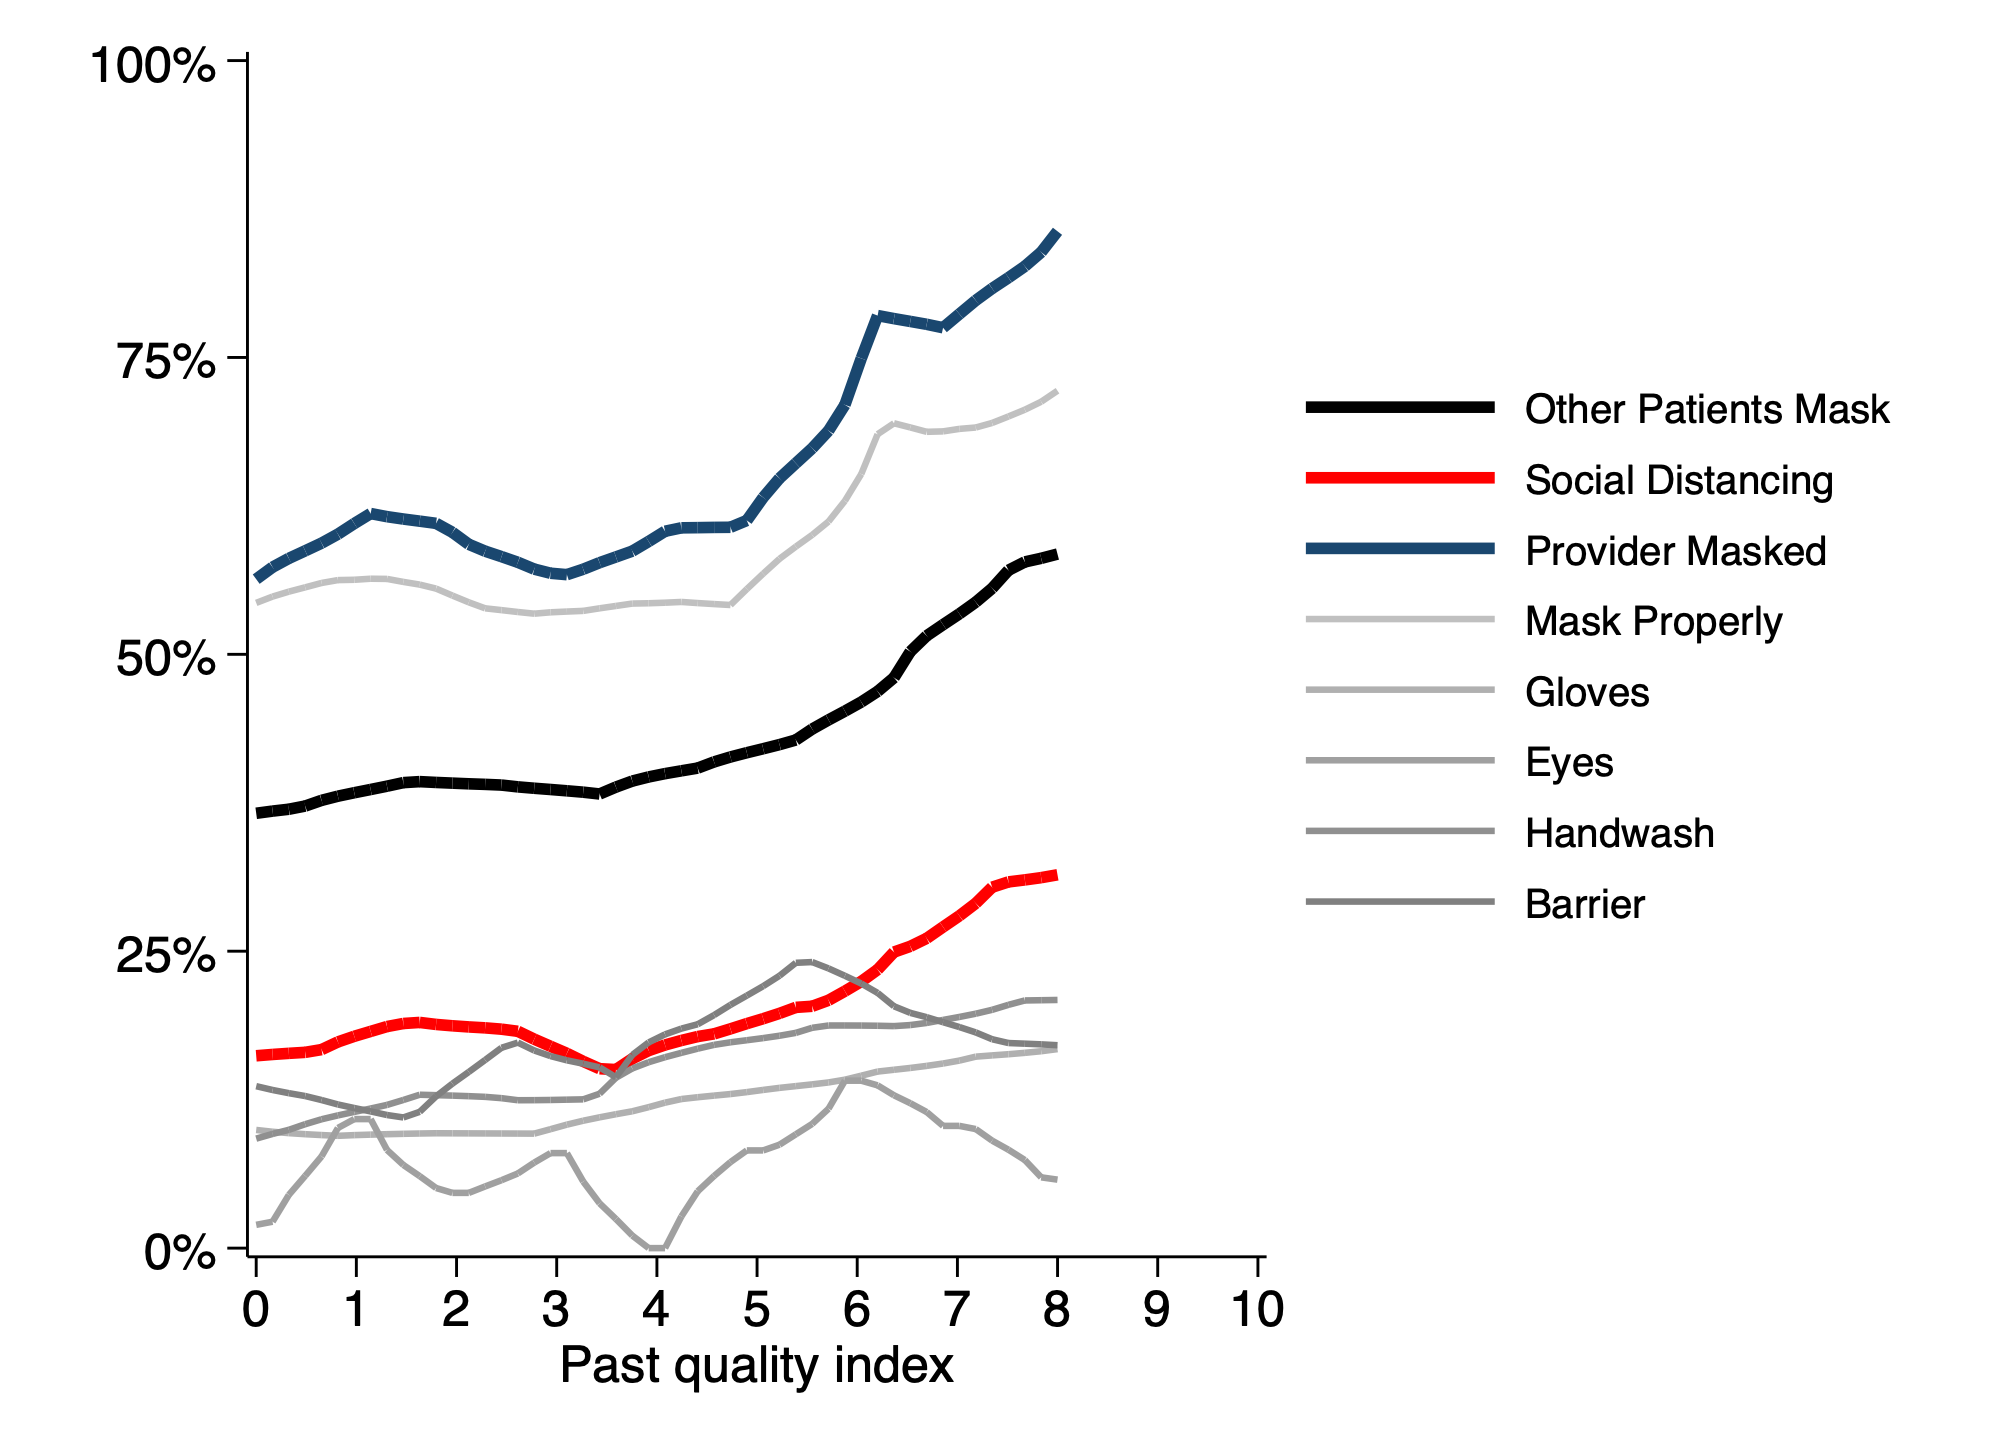 100%
75%
50%
25%
0%
0 1 2 3 4 5 6 7 8 9 10
Past quality index
Other Patients Mask
Social Distancing
Provider Masked
Mask Properly
Gloves
Eyes
Handwash
Barrier